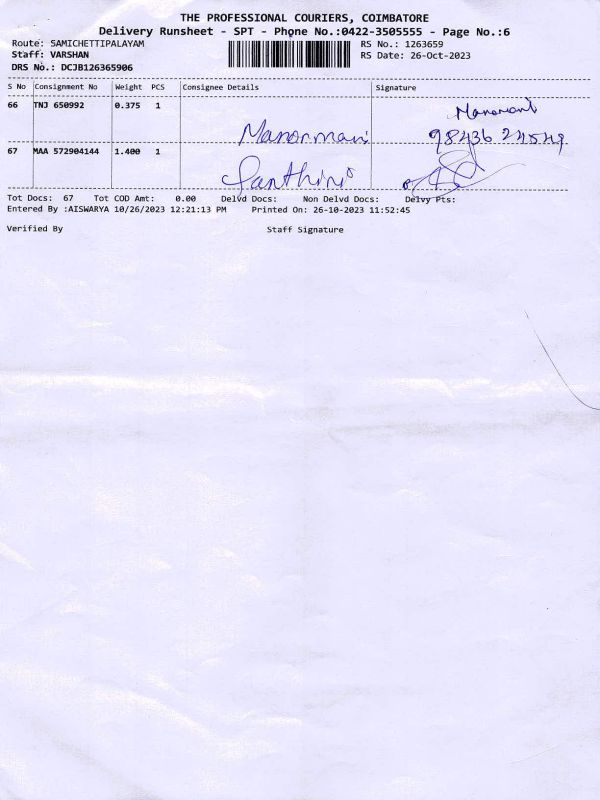 THE PROFESSIONAL COURIERS, COIMBATORE
Delivery Runsheet - SPT - Phone No.:0422-3505555 - Page No.:6
Route: SAMICHETTIPALAYAM RS No.: 1263659
Staff: VARSHAN RS Date: 26-Oct-2023
DRS No.: DCJB126365906
S No Consignment No Weight PCS Consignee Details Signature
66 TNJ 650992 0.375 1
Manormani 98436 24549
67 MAA 572904144 1.400 1
Santhini
Tot Docs: 67 Tot COD Amt: 0.00 Delvd Docs: Non Delvd Docs: Delvy Pts:
Entered By :AISWARYA 10/26/2023 12:21:13 PM Printed On: 26-10-2023 11:52:45
Verified By Staff Signature